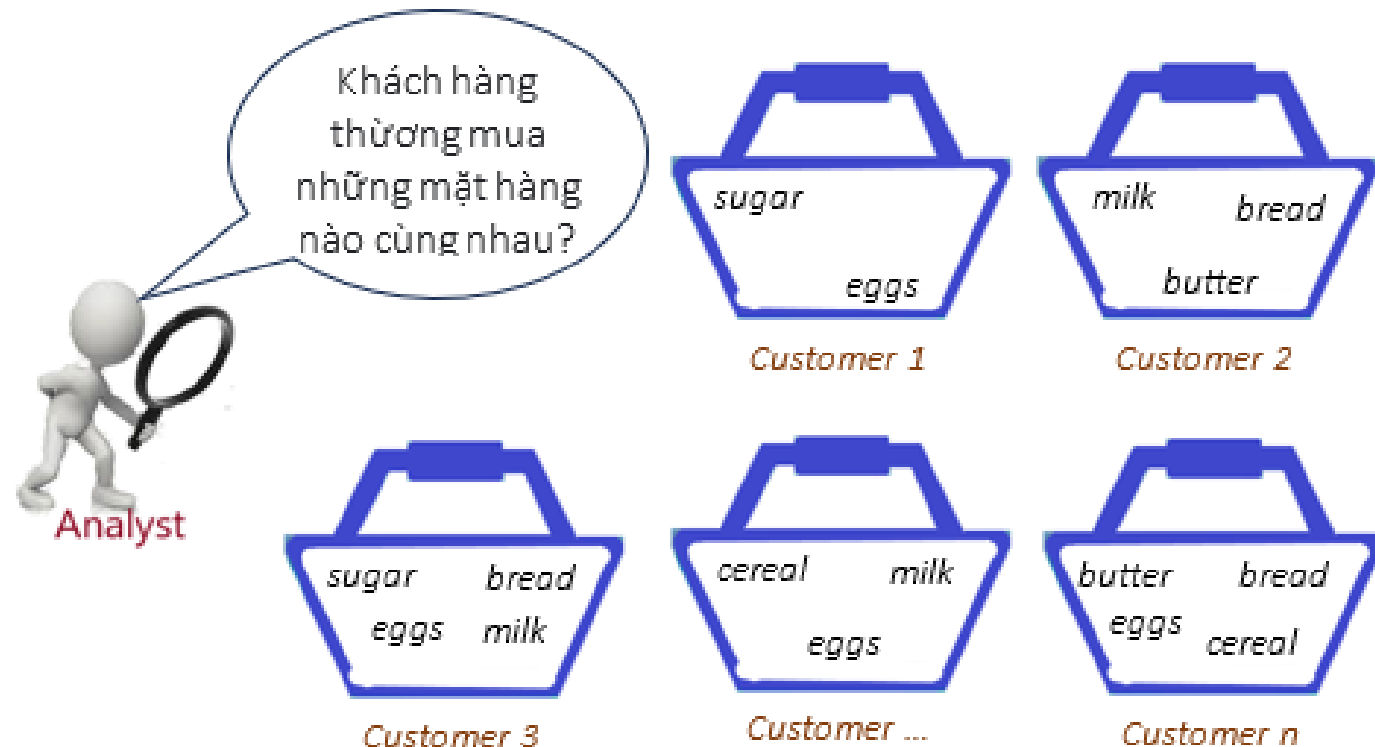 Khách hàng
thừơng mua
những mặt hàng
nào cùng nhau?
Analyst
sugar
eggs
Customer 1
milk bread
butter
Customer 2
sugar bread
eggs milk
Customer 3
cereal milk
eggs
Customer ...
butter bread
eggs
cereal
Customer n